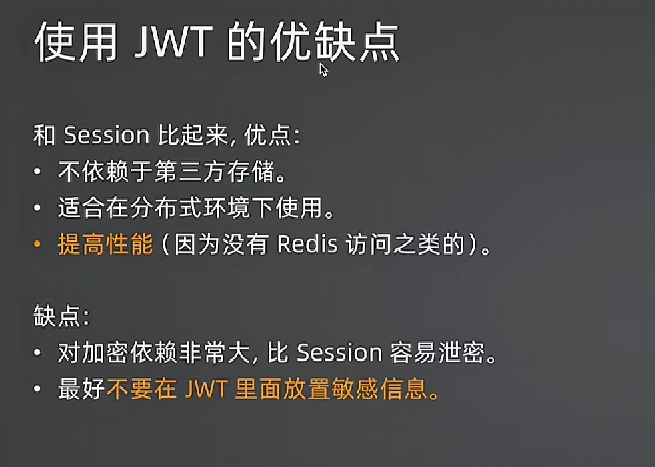 使用 JWT 的优缺点
和 Session 比起来, 优点:
• 不依赖于第三方存储。
• 适合在分布式环境下使用。
• 提高性能 (因为没有 Redis 访问之类的)。
缺点:
• 对加密依赖非常大, 比 Session 容易泄密。
• 最好不要在 JWT 里面放置敏感信息。